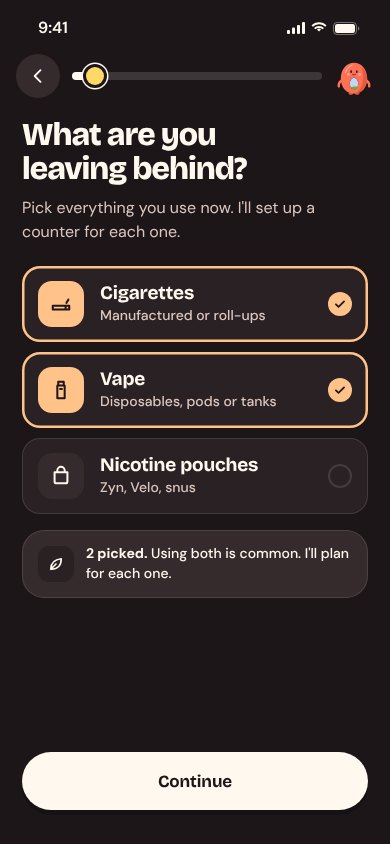 9:41
What are you
leaving behind?
Pick everything you use now. I'll set up a
counter for each one.
Cigarettes
Manufactured or roll-ups
Vape
Disposables, pods or tanks
Nicotine pouches
Zyn, Velo, snus
2 picked. Using both is common. I'll plan
for each one.
Continue